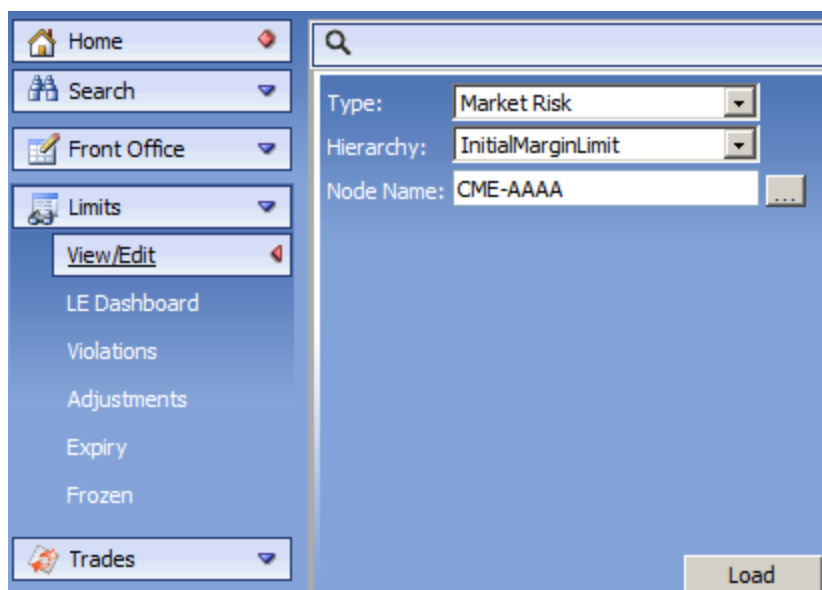 Home
Search
Front Office
Limits
View/Edit
LE Dashboard
Violations
Adjustments
Expiry
Frozen
Trades
Type: Market Risk
Hierarchy: InitialMarginLimit
Node Name: CME-AAAA ...
Load